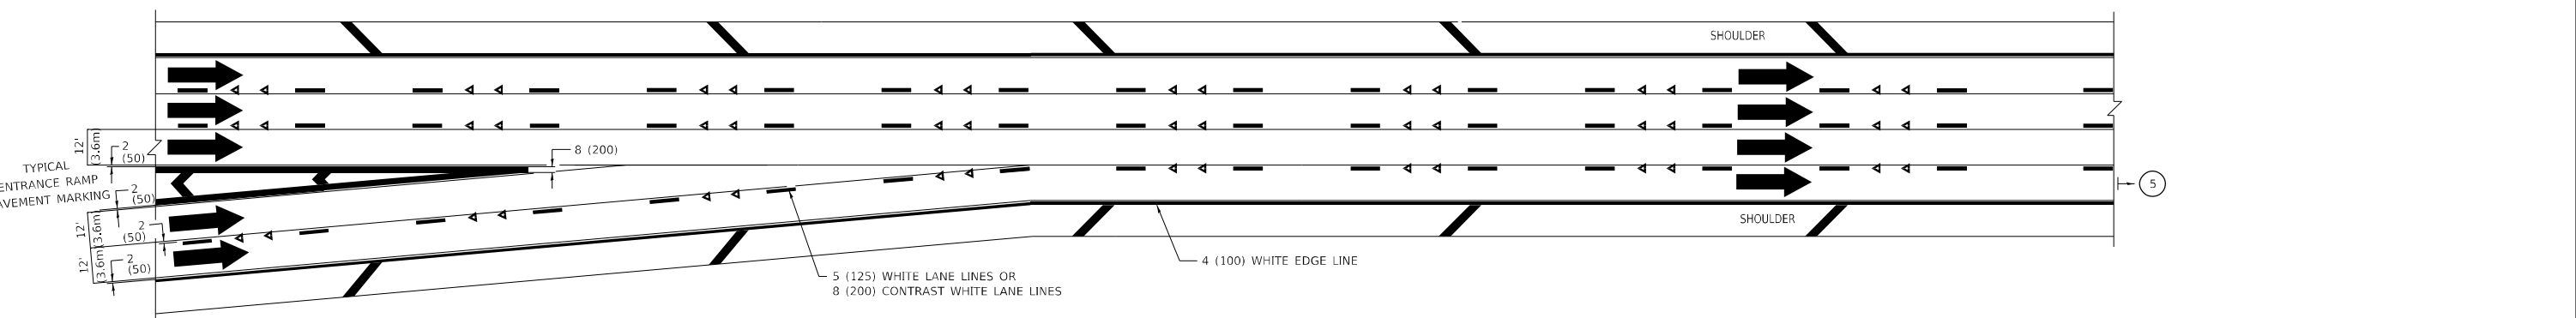 SHOULDER
8 (200)
12'
(3.6m)
2
(50)
TYPICAL
ENTRANCE RAMP
PAVEMENT MARKING
2
(50)
12'
(3.6m)
2
(50)
12'
(3.6m)
2
(50)
5
SHOULDER
4 (100) WHITE EDGE LINE
5 (125) WHITE LANE LINES OR
8 (200) CONTRAST WHITE LANE LINES